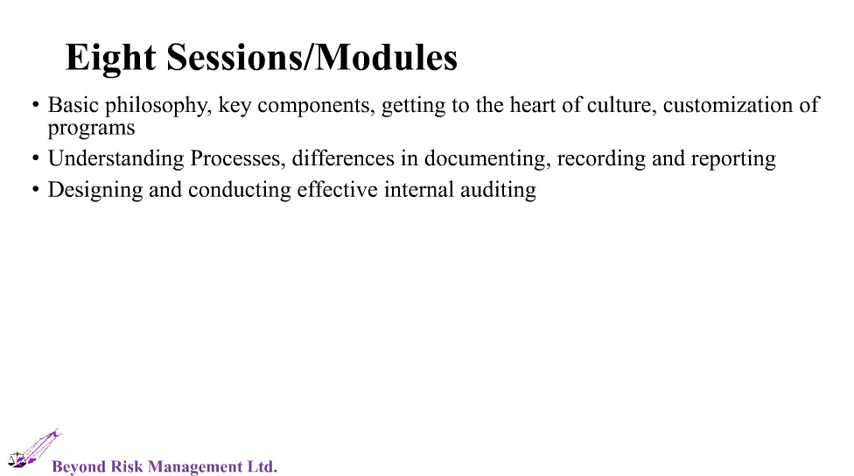 Eight Sessions/Modules
• Basic philosophy, key components, getting to the heart of culture, customization of
programs
• Understanding Processes, differences in documenting, recording and reporting
• Designing and conducting effective internal auditing
Beyond Risk Management Ltd.